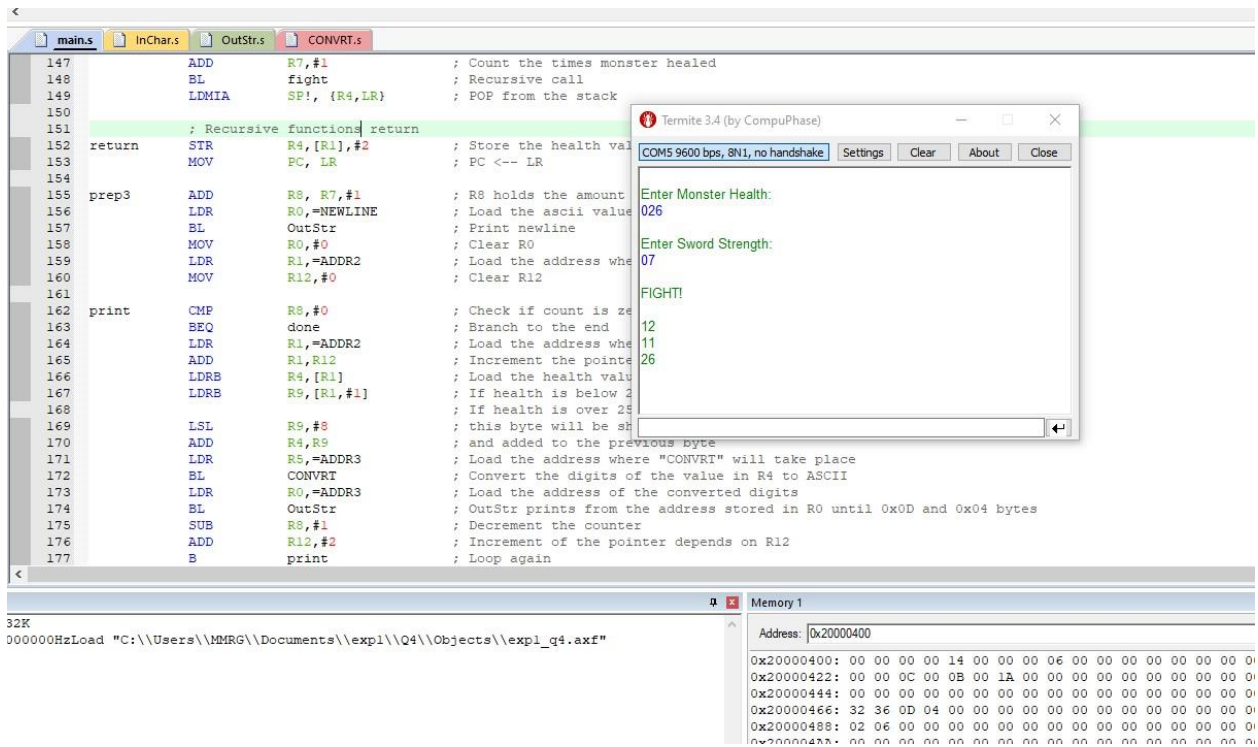 <
main.s InChar.s OutStr.s CONVRT.s
147 ADD R7,#1 ; Count the times monster healed
148 BL fight ; Recursive call
149 LDMIA SP!, {R4,LR} ; POP from the stack
150
151 ; Recursive functions return
152 return STR R4,[R1],#2 ; Store the health val
153 MOV PC, LR ; PC <-- LR
154
155 prep3 ADD R8, R7,#1 ; R8 holds the amount
156 LDR R0,=NEWLINE ; Load the ascii value
157 BL OutStr ; Print newline
158 MOV R0,#0 ; Clear R0
159 LDR R1,=ADDR2 ; Load the address whe
160 MOV R12,#0 ; Clear R12
161
162 print CMP R8,#0 ; Check if count is ze
163 BEQ done ; Branch to the end
164 LDR R1,=ADDR2 ; Load the address whe
165 ADD R1,R12 ; Increment the pointe
166 LDRB R4,[R1] ; Load the health valu
167 LDRB R9,[R1,#1] ; If health is below 2
168 ; If health is over 25
169 LSL R9,#8 ; this byte will be sh
170 ADD R4,R9 ; and added to the previous byte
171 LDR R5,=ADDR3 ; Load the address where "CONVRT" will take place
172 BL CONVRT ; Convert the digits of the value in R4 to ASCII
173 LDR R0,=ADDR3 ; Load the address of the converted digits
174 BL OutStr ; OutStr prints from the address stored in R0 until 0x0D and 0x04 bytes
175 SUB R8,#1 ; Decrement the counter
176 ADD R12,#2 ; Increment of the pointer depends on R12
177 B print ; Loop again
<
Termite 3.4 (by CompuPhase)
COM5 9600 bps, 8N1, no handshake Settings Clear About Close
Enter Monster Health:
026
Enter Sword Strength:
07
FIGHT!
12
11
26
32K
000000HzLoad "C:\\Users\\MMRG\\Documents\\exp1\\Q4\\Objects\\exp1_q4.axf"
Memory 1
Address: 0x20000400
0x20000400: 00 00 00 00 14 00 00 00 06 00 00 00 00 00 00 00
0x20000422: 00 00 0C 00 0B 00 1A 00 00 00 00 00 00 00 00 00
0x20000444: 00 00 00 00 00 00 00 00 00 00 00 00 00 00 00 00
0x20000466: 32 36 0D 04 00 00 00 00 00 00 00 00 00 00 00 00
0x20000488: 02 06 00 00 00 00 00 00 00 00 00 00 00 00 00 00